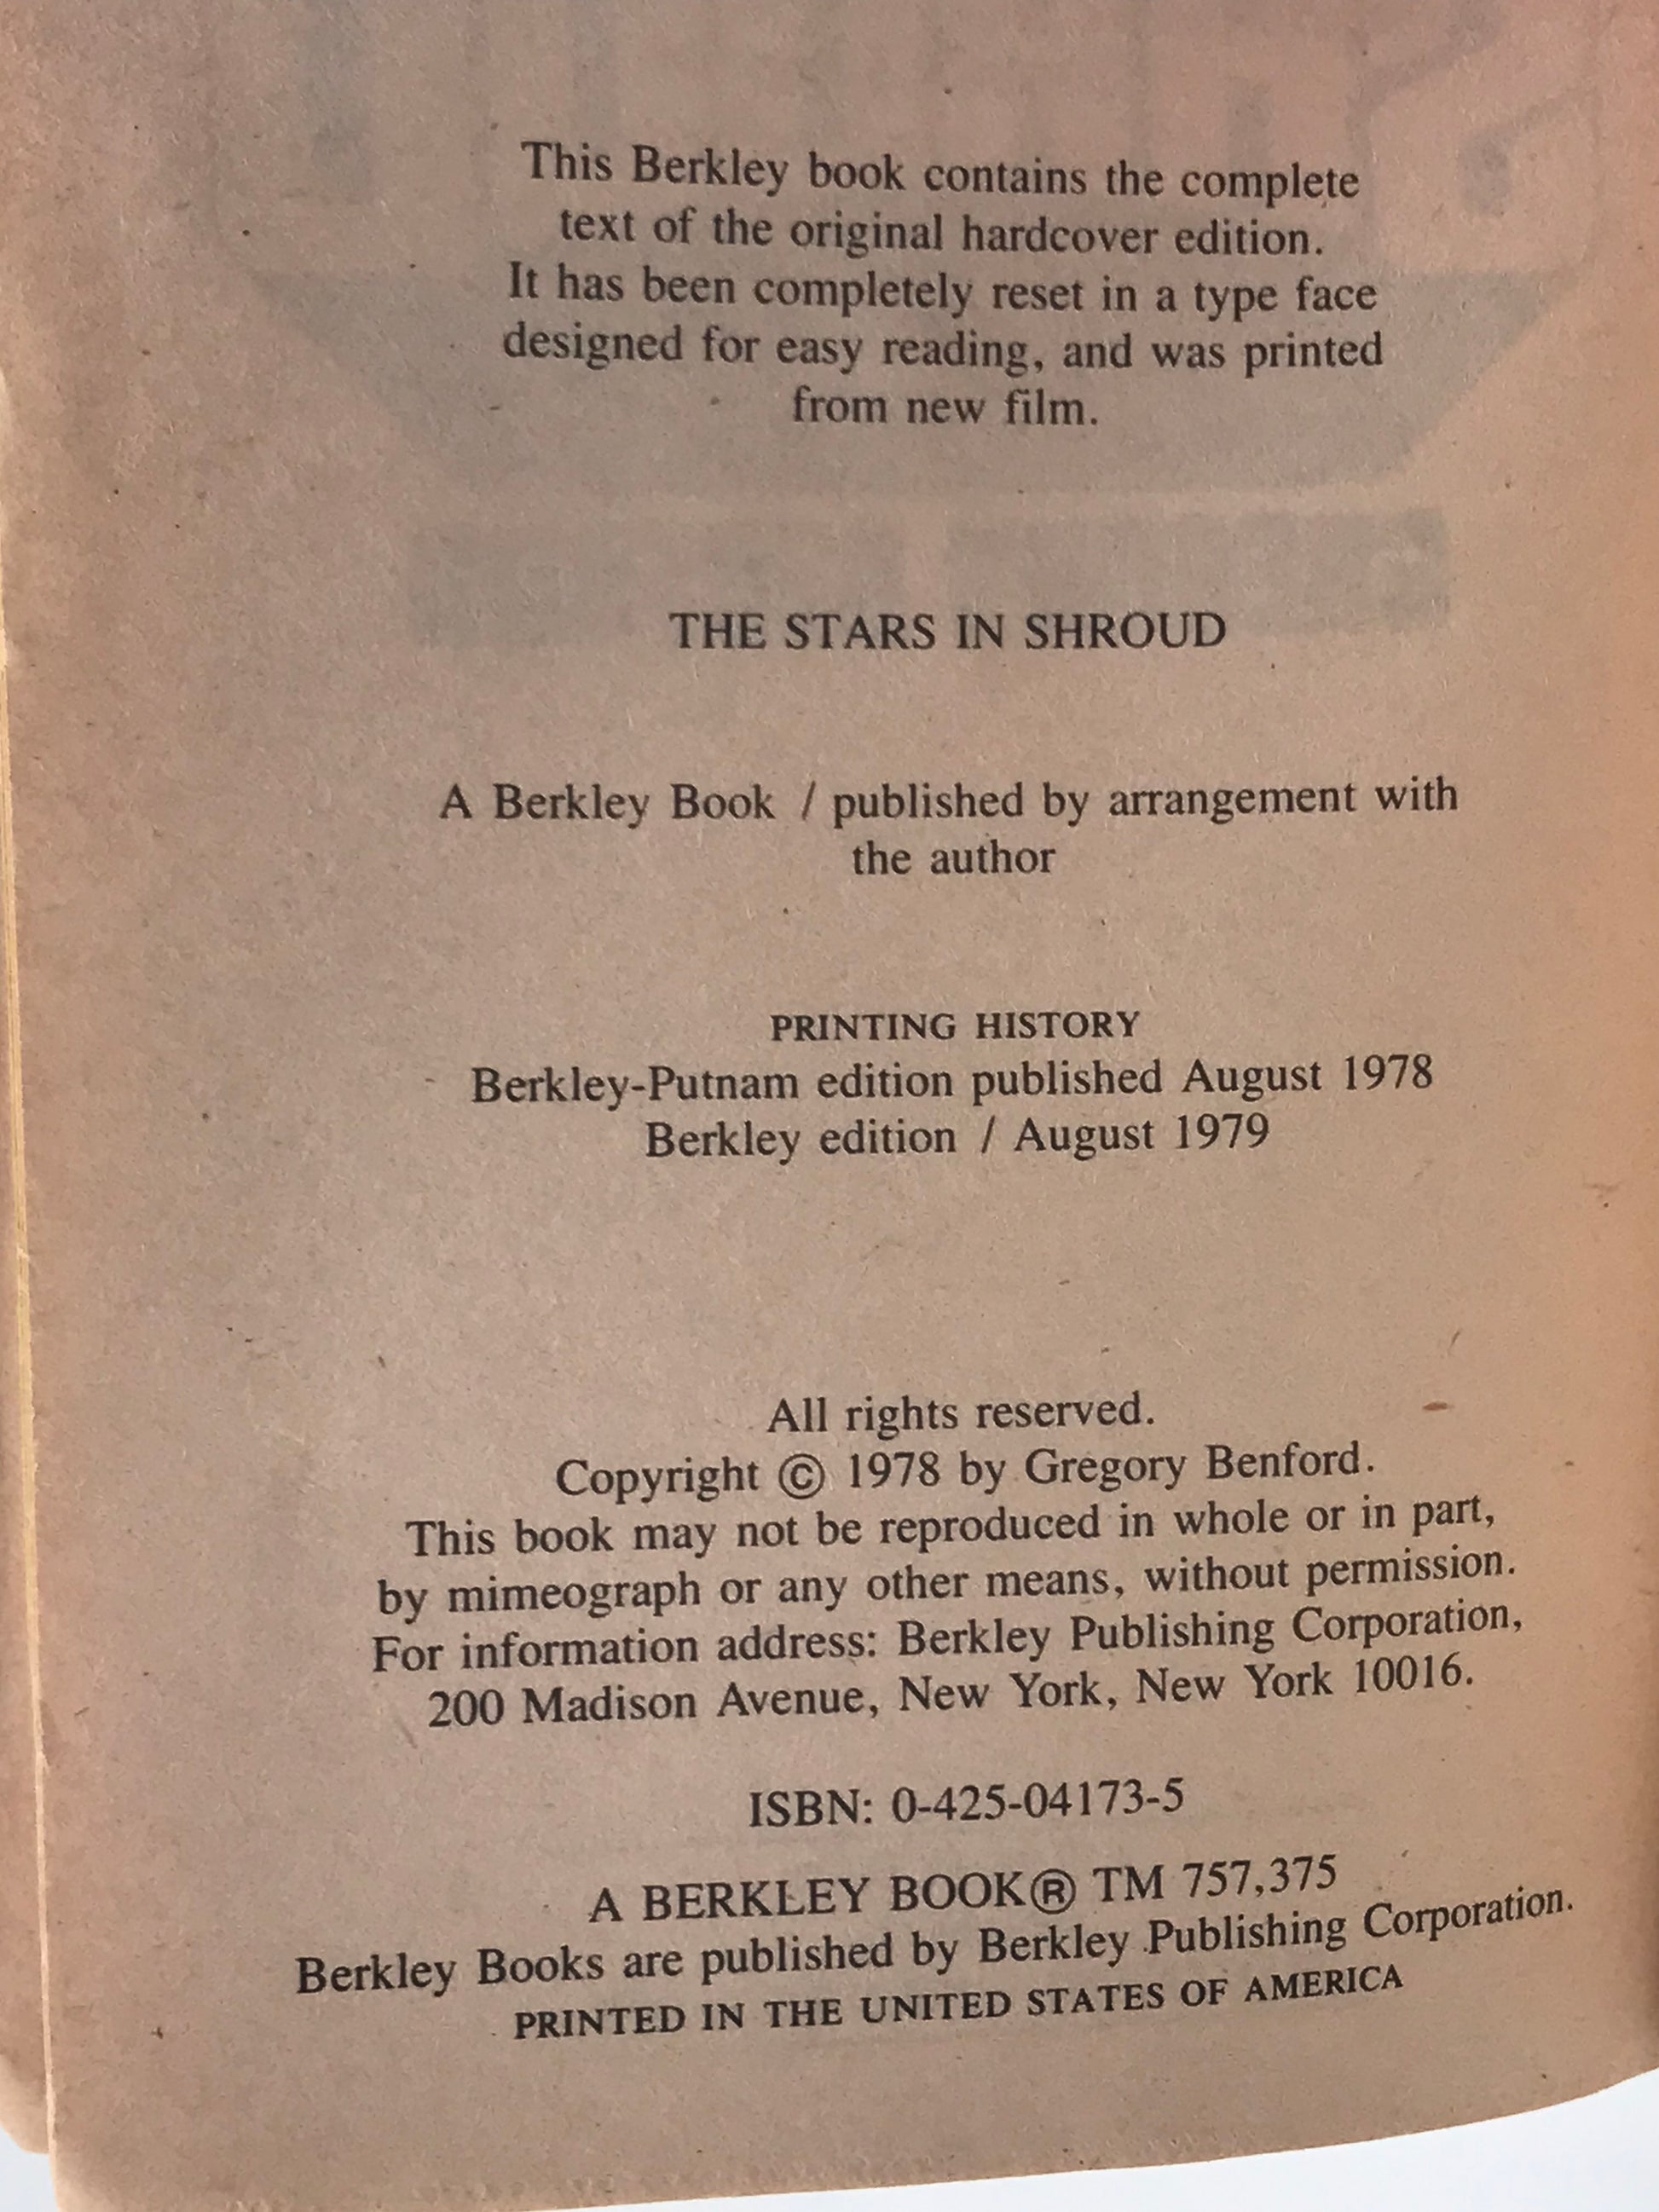 This Berkley book contains the complete
text of the original hardcover edition.
It has been completely reset in a type face
designed for easy reading, and was printed
from new film.
THE STARS IN SHROUD
A Berkley Book / published by arrangement with
the author
PRINTING HISTORY
Berkley-Putnam edition published August 1978
Berkley edition / August 1979
All rights reserved.
Copyright © 1978 by Gregory Benford.
This book may not be reproduced in whole or in part,
by mimeograph or any other means, without permission.
For information address: Berkley Publishing Corporation,
200 Madison Avenue, New York, New York 10016.
ISBN: 0-425-04173-5
A BERKLEY BOOK® TM 757,375
Berkley Books are published by Berkley Publishing Corporation.
PRINTED IN THE UNITED STATES OF AMERICA